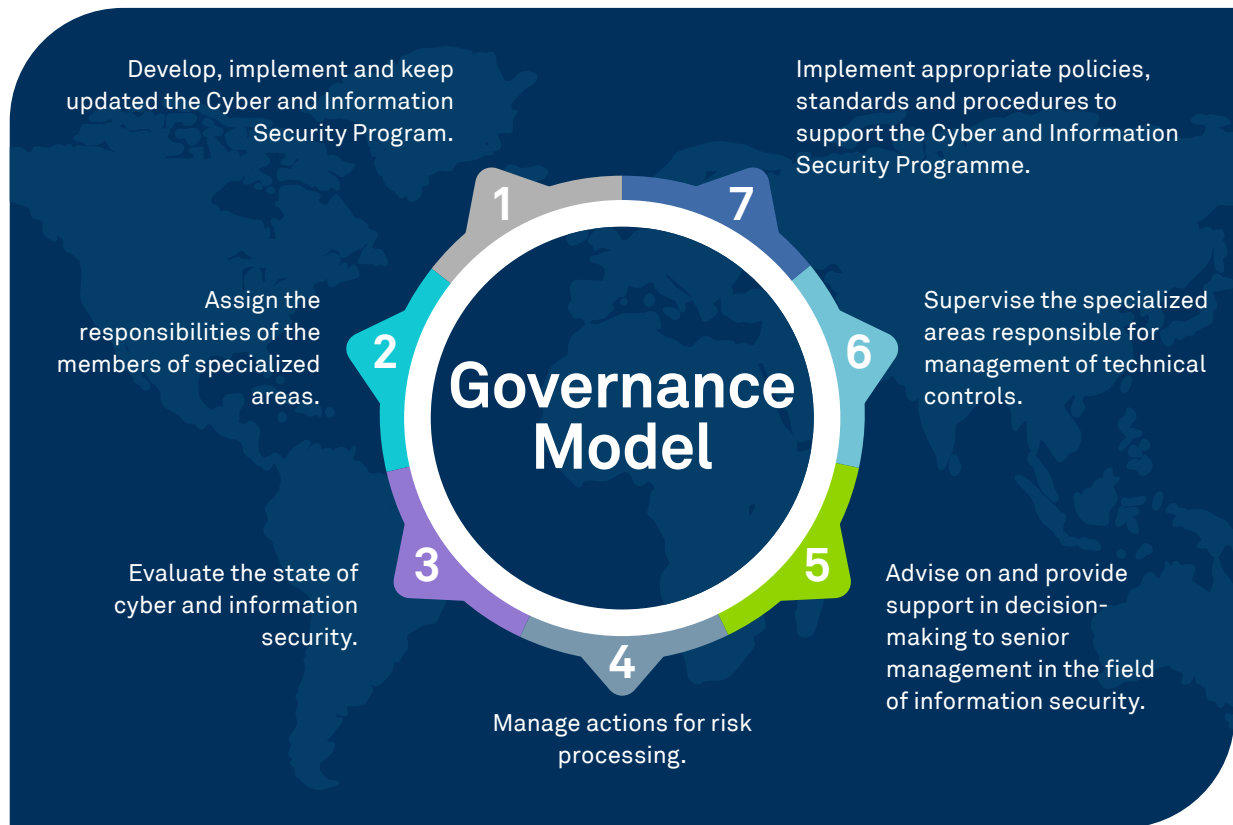 Develop, implement and keep
updated the Cyber and Information
Security Program.
Implement appropriate policies,
standards and procedures to
support the Cyber and Information
Security Programme.
1
7
Assign the
responsibilities of the
members of specialized
areas.
2
Governance
Model
6
Supervise the specialized
areas responsible for
management of technical
controls.
Evaluate the state of
cyber and information
security.
3
5
Advise on and provide
support in decision-
making to senior
management in the field
of information security.
4
Manage actions for risk
processing.